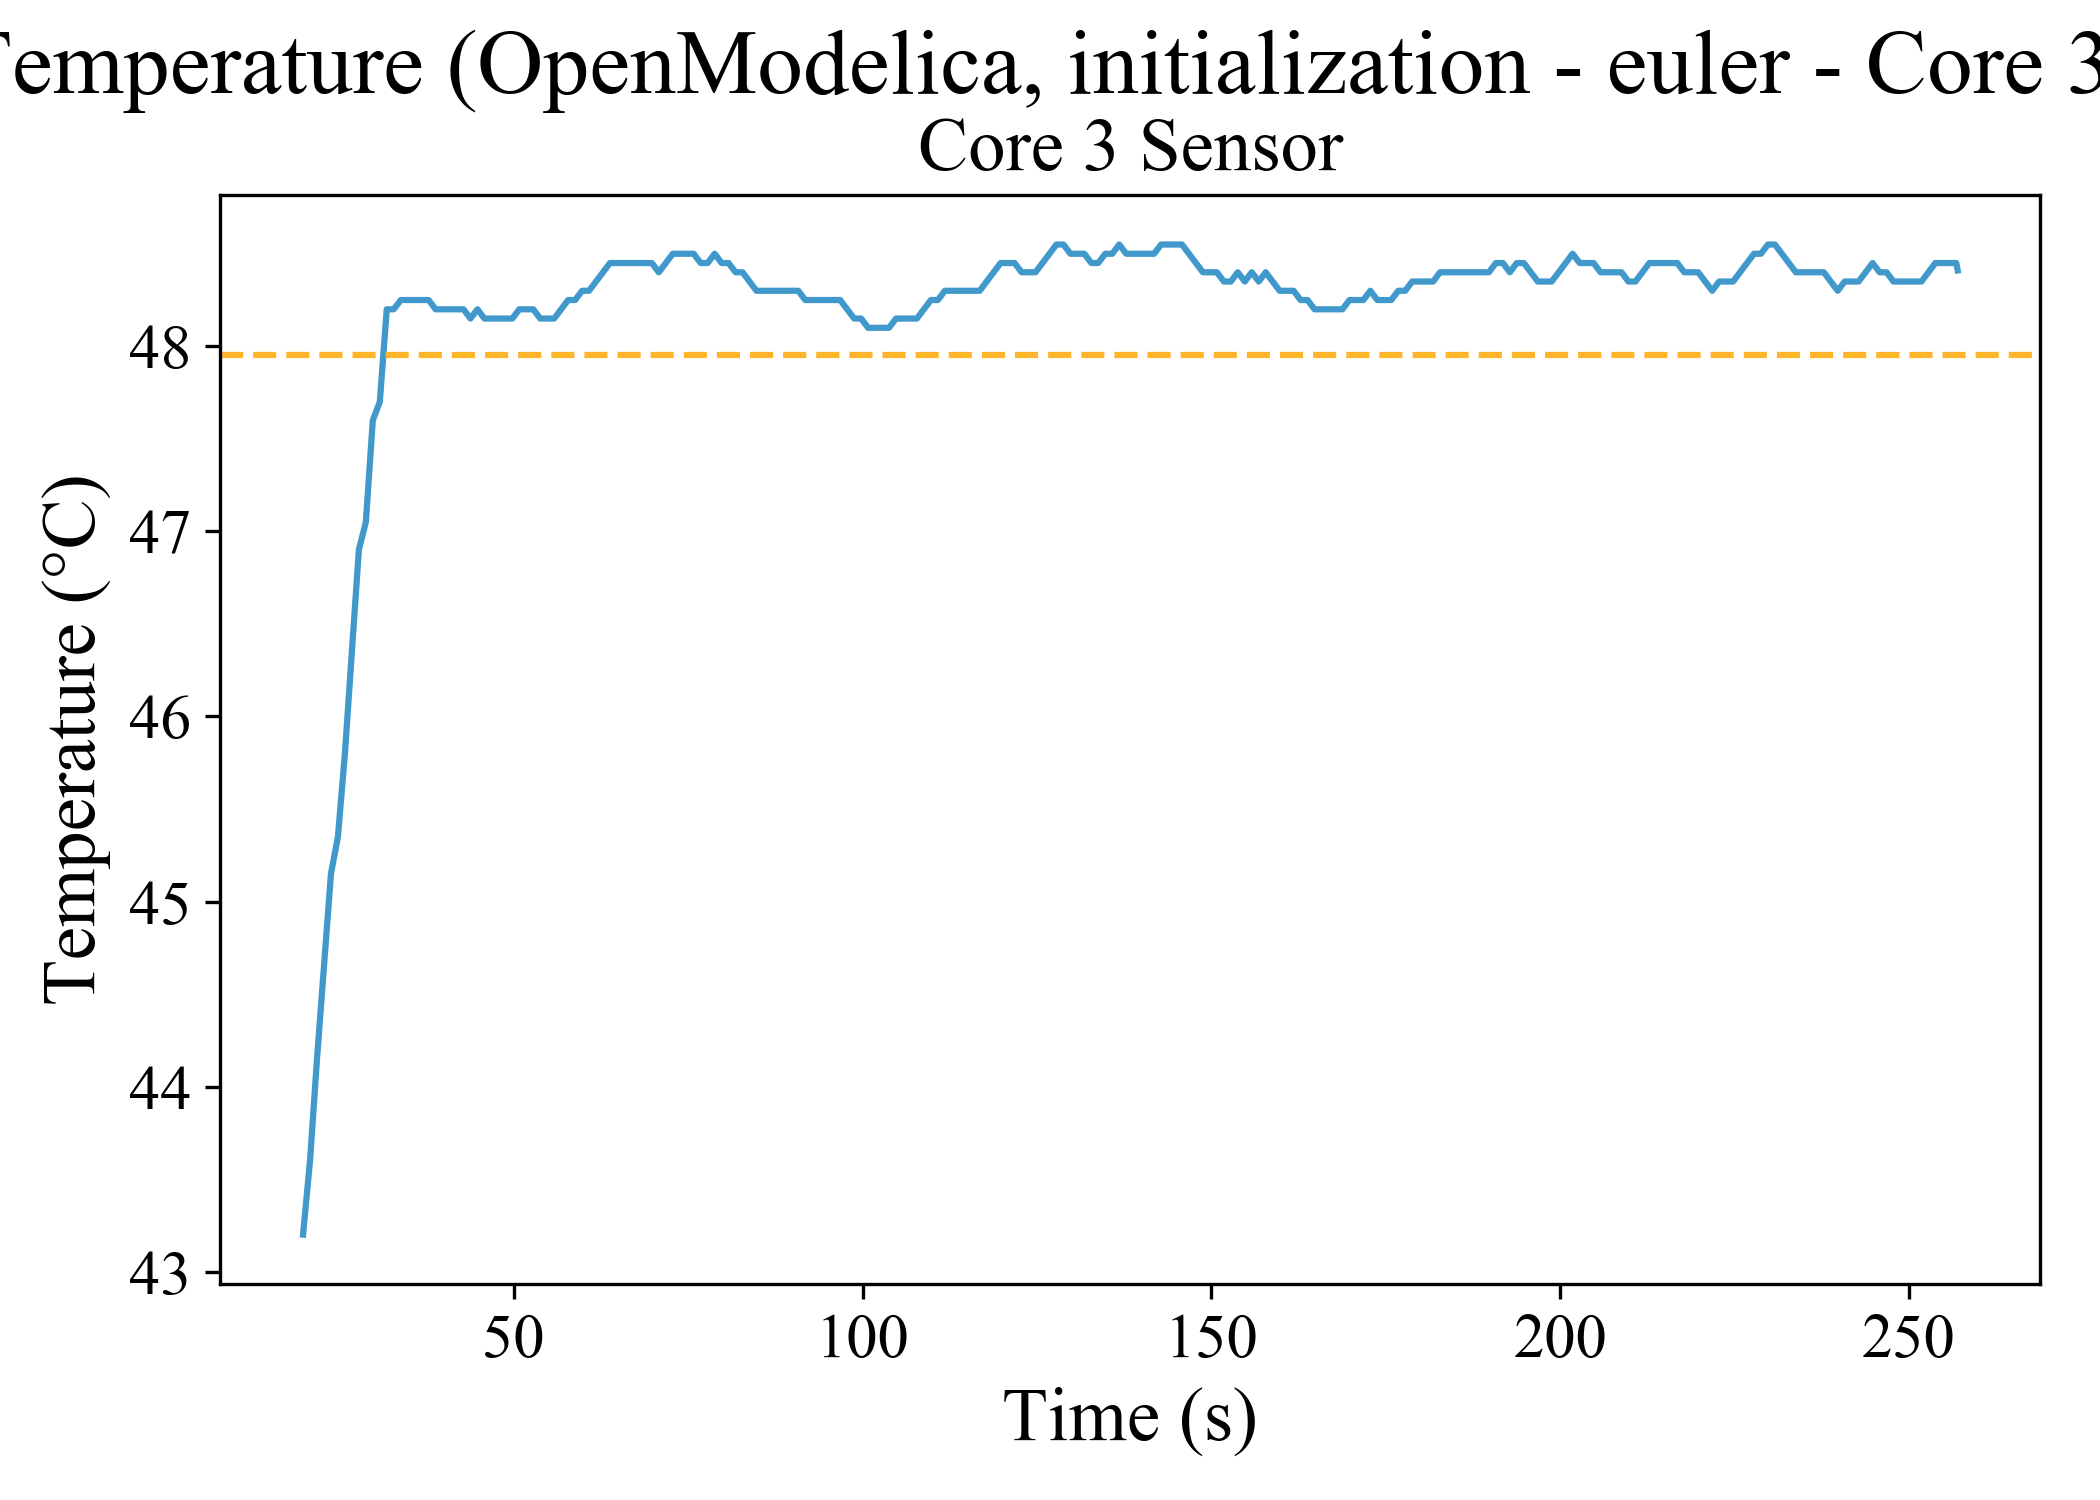 Temperature (OpenModelica, initialization - euler - Core 3
Core 3 Sensor
Temperature (°C)
48
47
46
45
44
43
50 100 150 200 250
Time (s)